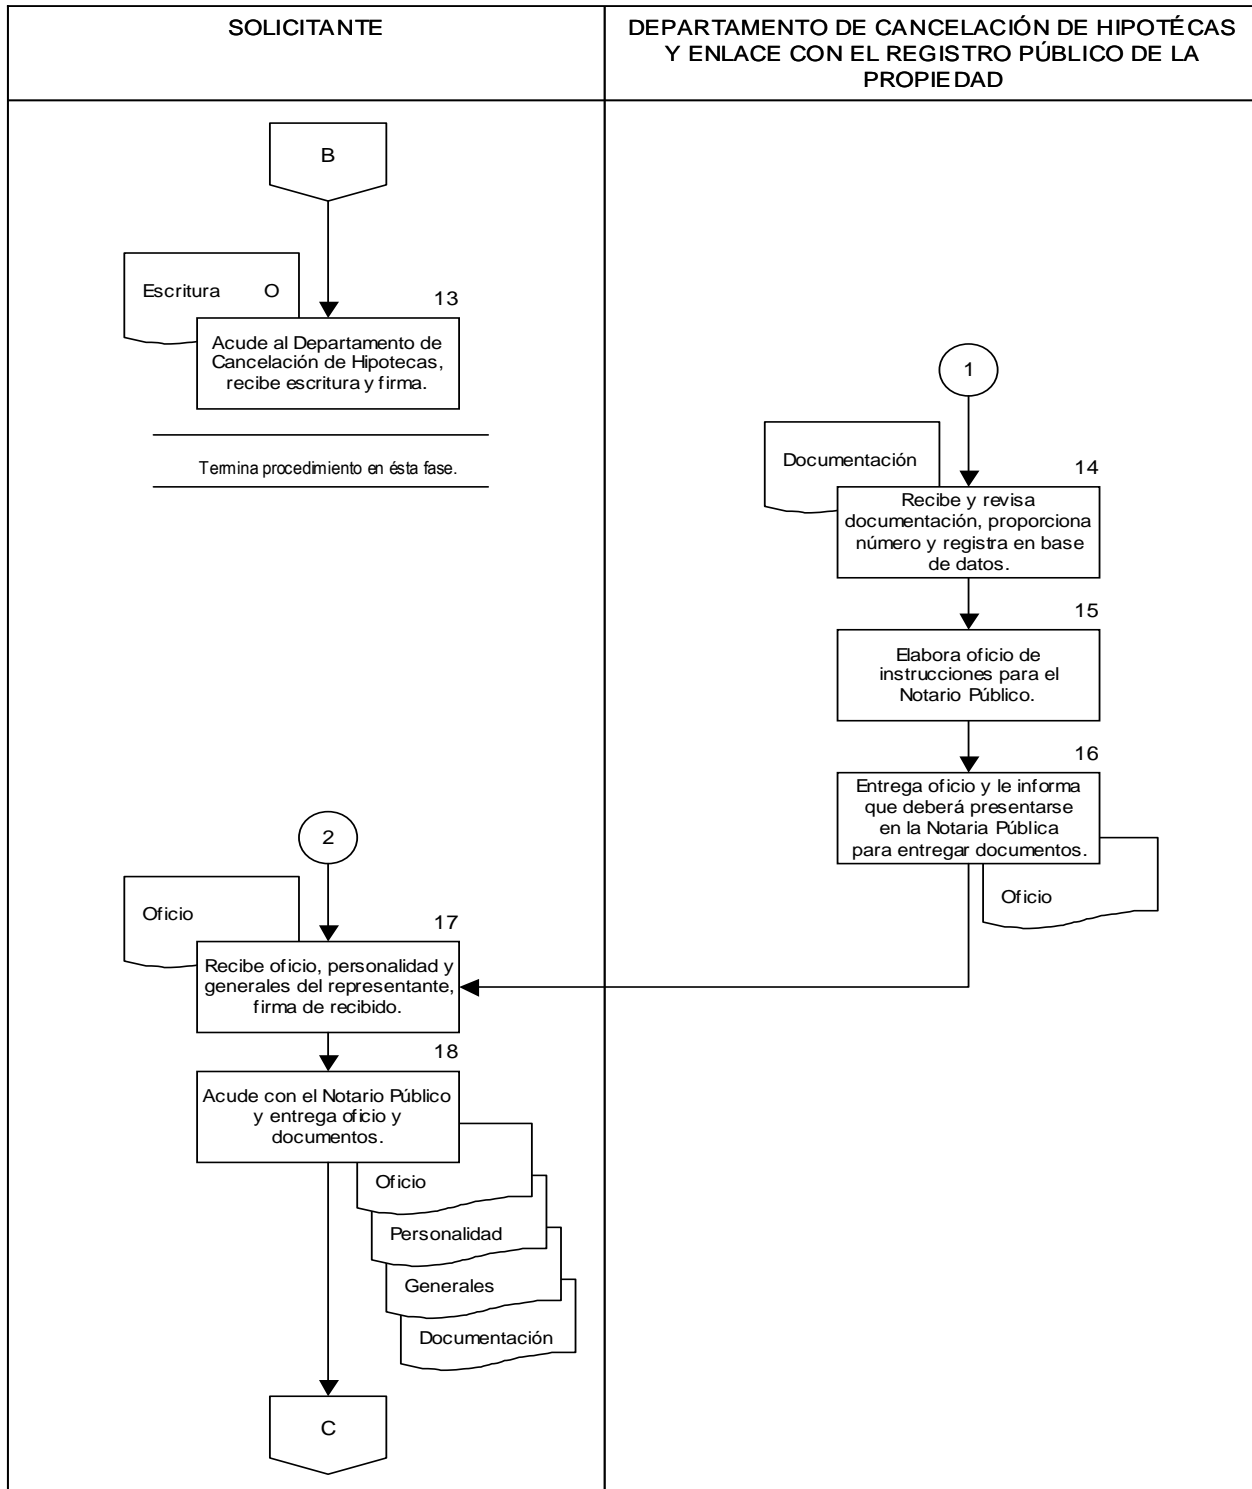 SOLICITANTE
DEPARTAMENTO DE CANCELACIÓN DE HIPOTÉCAS
Y ENLACE CON EL REGISTRO PÚBLICO DE LA
PROPIEDAD
B
Escritura O
13
Acude al Departamento de
Cancelación de Hipotecas,
recibe escritura y firma.
Termina procedimiento en ésta fase.
1
Documentación
14
Recibe y revisa
documentación, proporciona
número y registra en base
de datos.
15
Elabora oficio de
instrucciones para el
Notario Público.
16
Entrega oficio y le informa
que deberá presentarse
en la Notaria Pública
para entregar documentos.
Oficio
2
Oficio
17
Recibe oficio, personalidad y
generales del representante,
firma de recibido.
18
Acude con el Notario Público
y entrega oficio y
documentos.
Oficio
Personalidad
Generales
Documentación
C